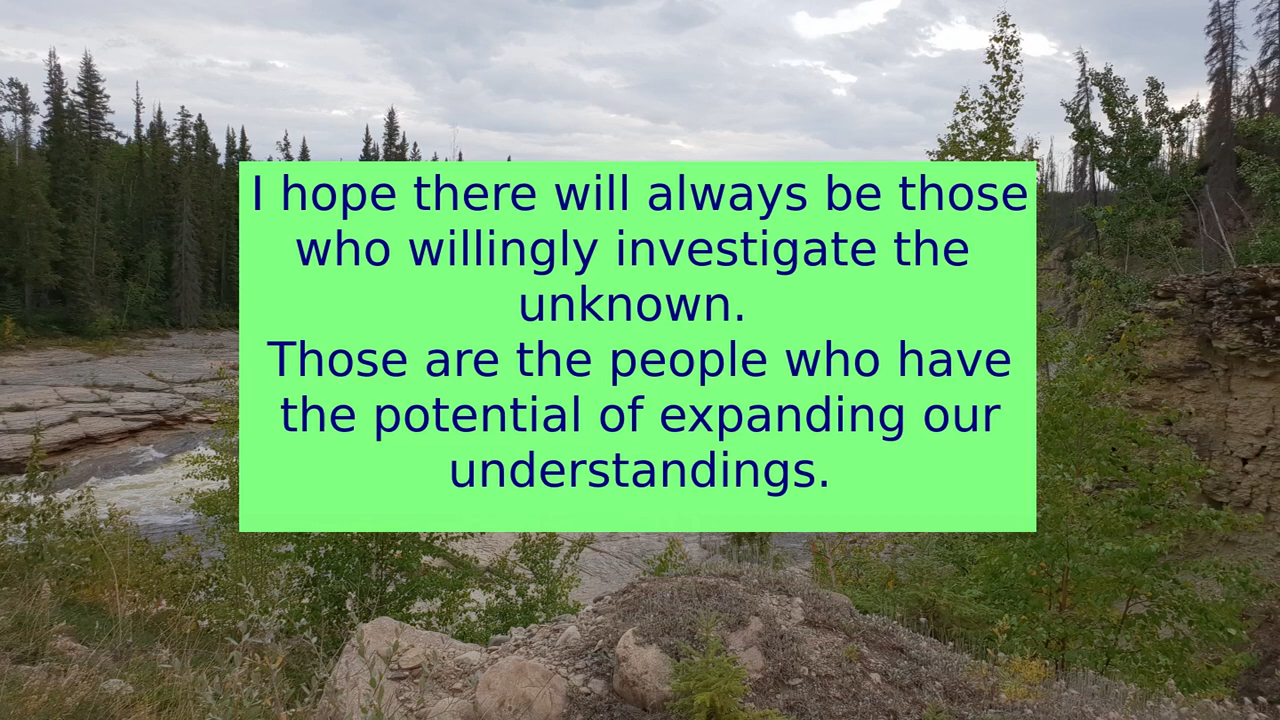 I hope there will always be those
who willingly investigate the
unknown.
Those are the people who have
the potential of expanding our
understandings.